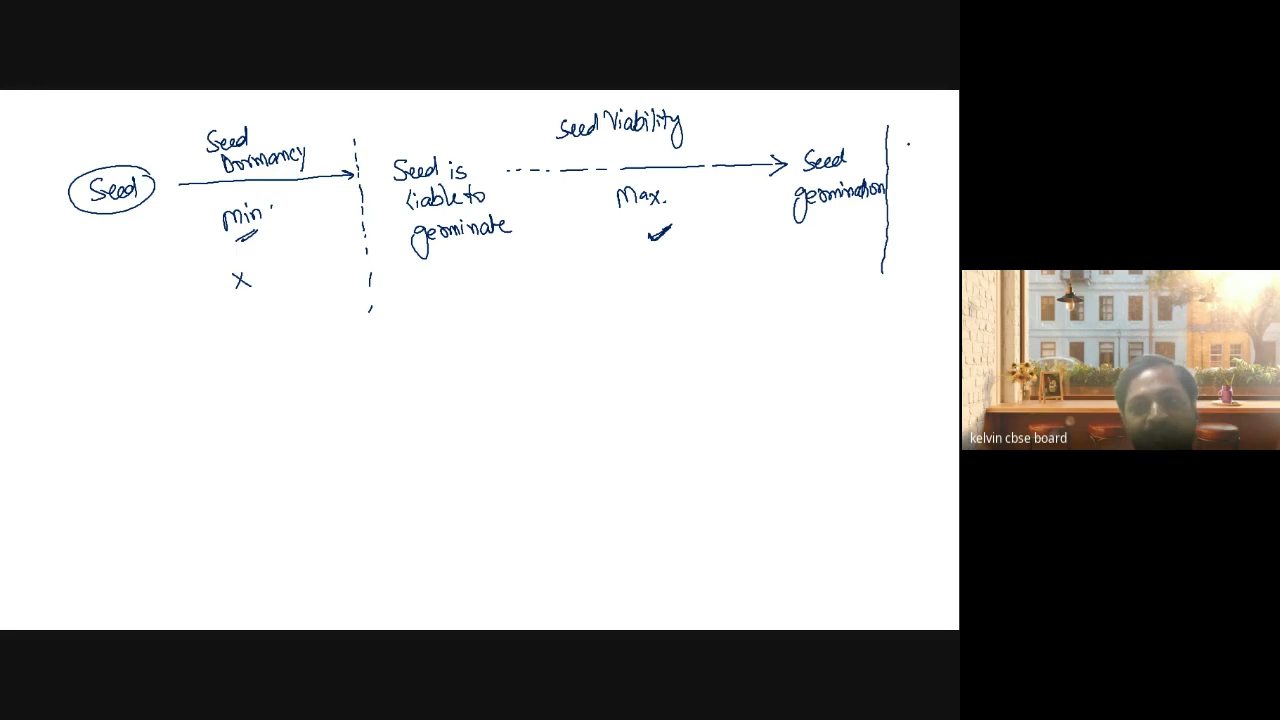 Seed
Seed
Dormancy
Min.
x
Seed is
liable to
germinate
Seed Viability
Max.
Seed
germination
kelvin cbse board